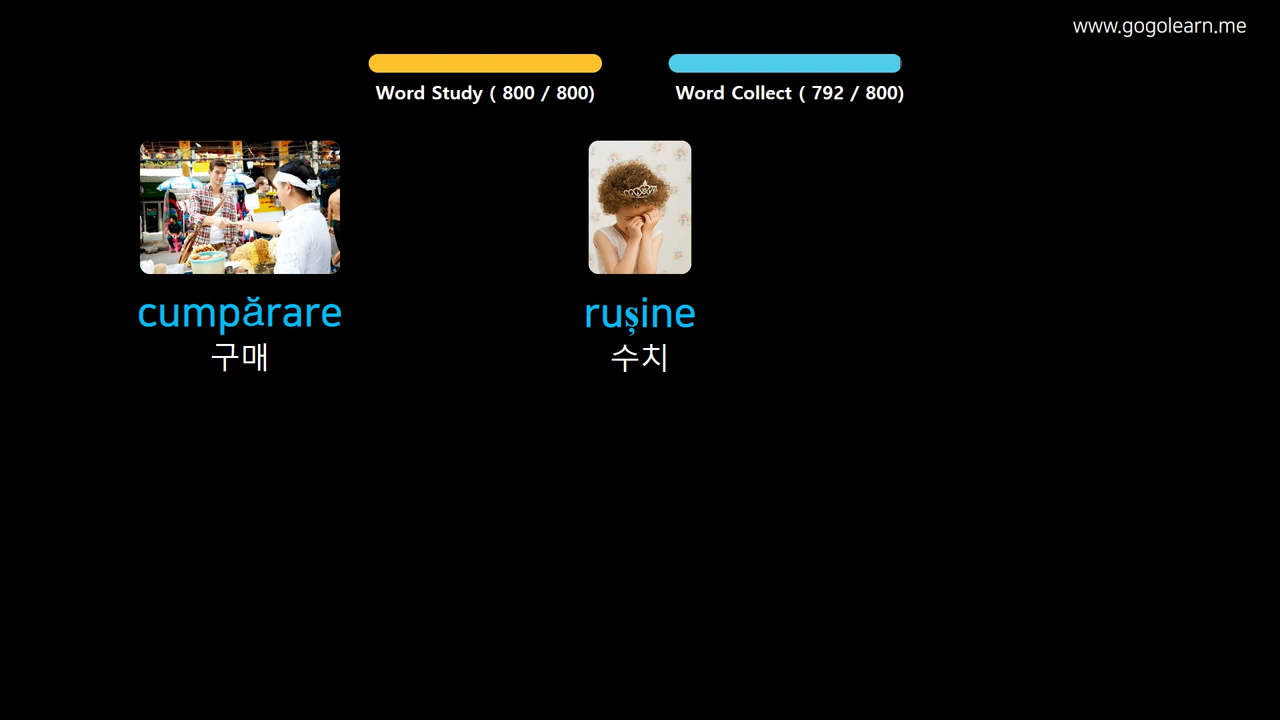 www.gogolearn.me
Word Study ( 800 / 800)
Word Collect ( 792 / 800)
cumpărare
구매
rușine
수치